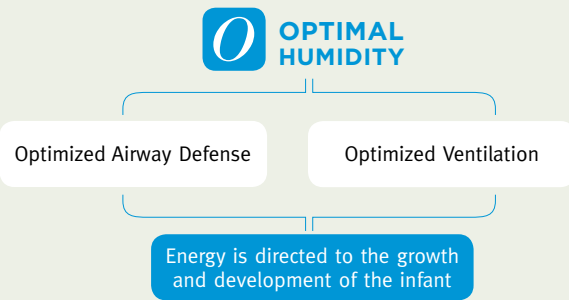 O
OPTIMAL
HUMIDITY
Optimized Airway Defense
Optimized Ventilation
Energy is directed to the growth
and development of the infant